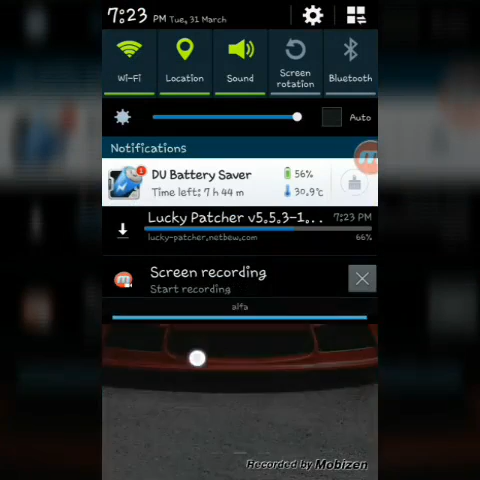 7:23 PM Tue, 31 March
Wi-Fi
Location
Sound
Screen
rotation
Bluetooth
Auto
Notifications
1
DU Battery Saver
56%
Time left: 7 h 44 m
30.9°C
Lucky Patcher v5.5.3-1...
7:23 PM
lucky-patcher.netbew.com
66%
Screen recording
Start recording
alfa
Recorded by Mobizen